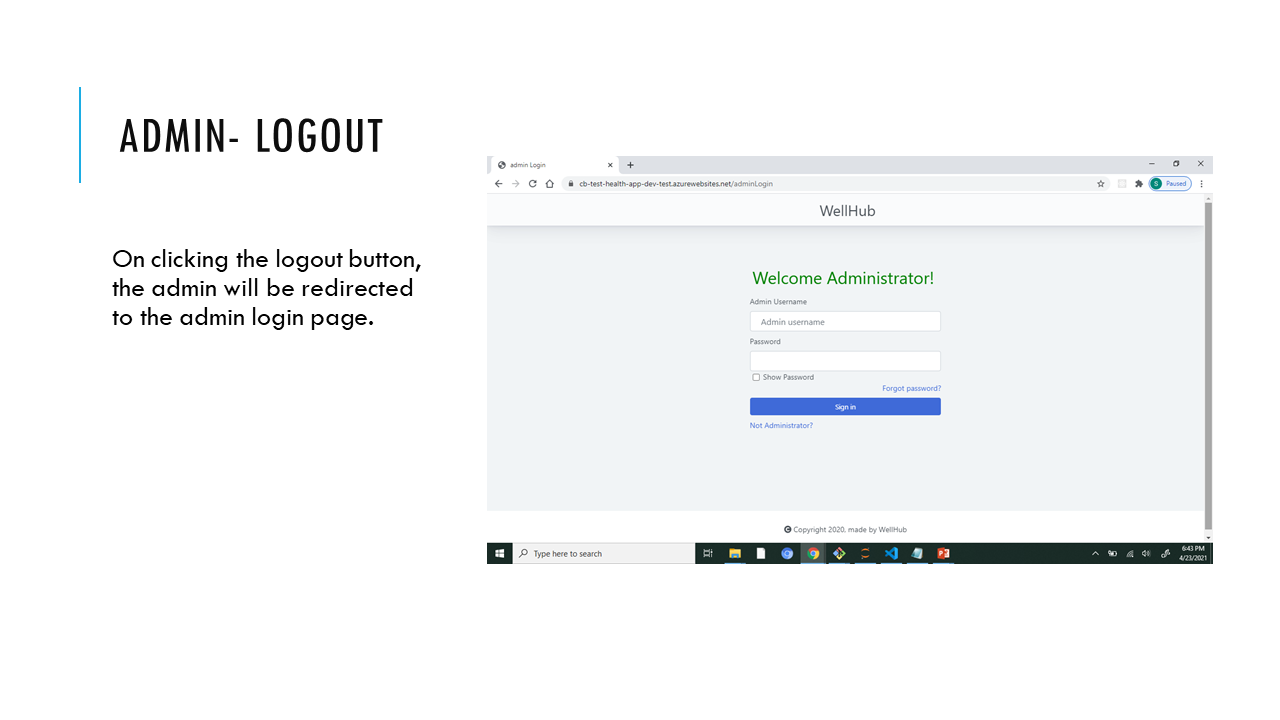 ADMIN- LOGOUT
On clicking the logout button,
the admin will be redirected
to the admin login page.
admin Login
cb-test-health-app-dev-test.azurewebsites.net/adminLogin
S Paused
WellHub
Welcome Administrator!
Admin Username
Admin username
Password
Show Password
Forgot password?
Sign in
Not Administrator?
Copyright 2020, made by WellHub
Type here to search
6:43 PM
4/23/2021